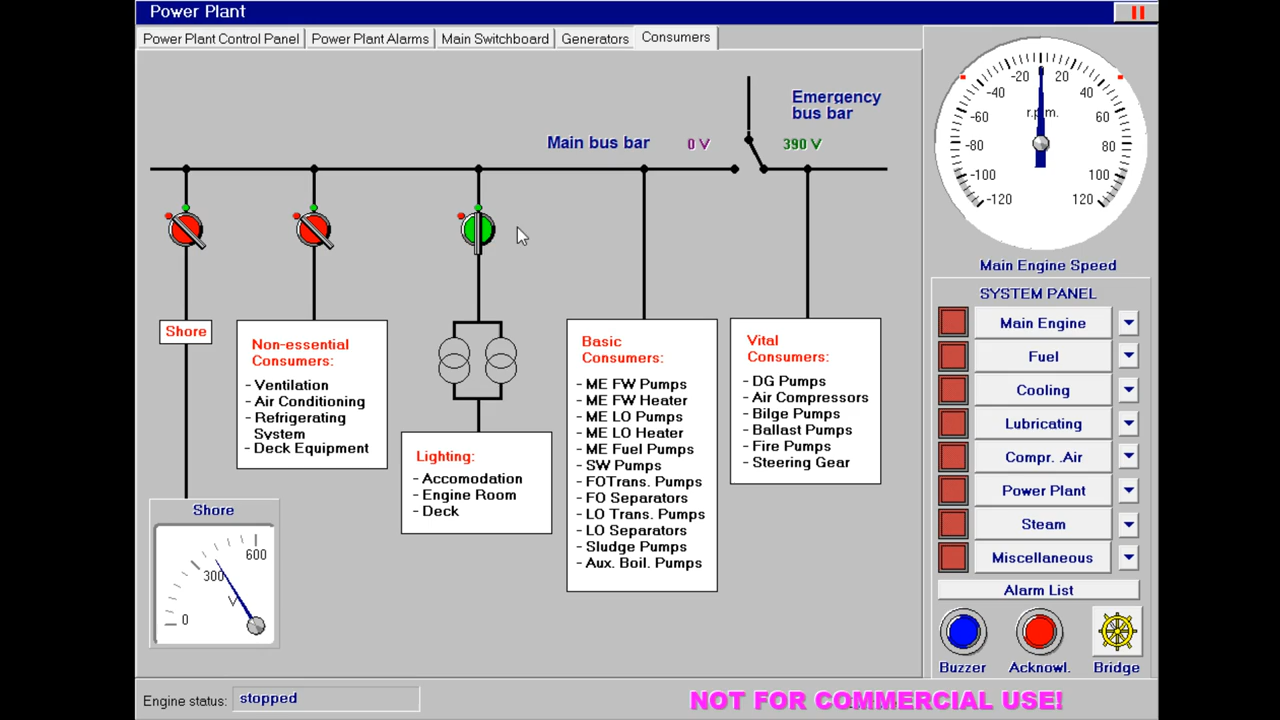 Power Plant
Power Plant Control Panel
Power Plant Alarms
Main Switchboard
Generators
Consumers
Emergency
bus bar
Main bus bar
0 V
390 V
Shore
Non-essential
Consumers:
- Ventilation
- Air Conditioning
- Refrigerating
System
- Deck Equipment
Lighting:
- Accomodation
- Engine Room
- Deck
Basic
Consumers:
- ME FW Pumps
- ME FW Heater
- ME LO Pumps
- ME LO Heater
- ME Fuel Pumps
- SW Pumps
- FOTrans. Pumps
- FO Separators
- LO Trans. Pumps
- LO Separators
- Sludge Pumps
- Aux. Boil. Pumps
Vital
Consumers:
- DG Pumps
- Air Compressors
- Bilge Pumps
- Ballast Pumps
- Fire Pumps
- Steering Gear
Shore
600
300
V
0
-20
20
-40
40
r.p.m.
-60
60
-80
80
-100
100
-120
120
Main Engine Speed
SYSTEM PANEL
Main Engine
Fuel
Cooling
Lubricating
Compr. .Air
Power Plant
Steam
Miscellaneous
Alarm List
Buzzer
Acknowl.
Bridge
Engine status:
stopped
NOT FOR COMMERCIAL USE!